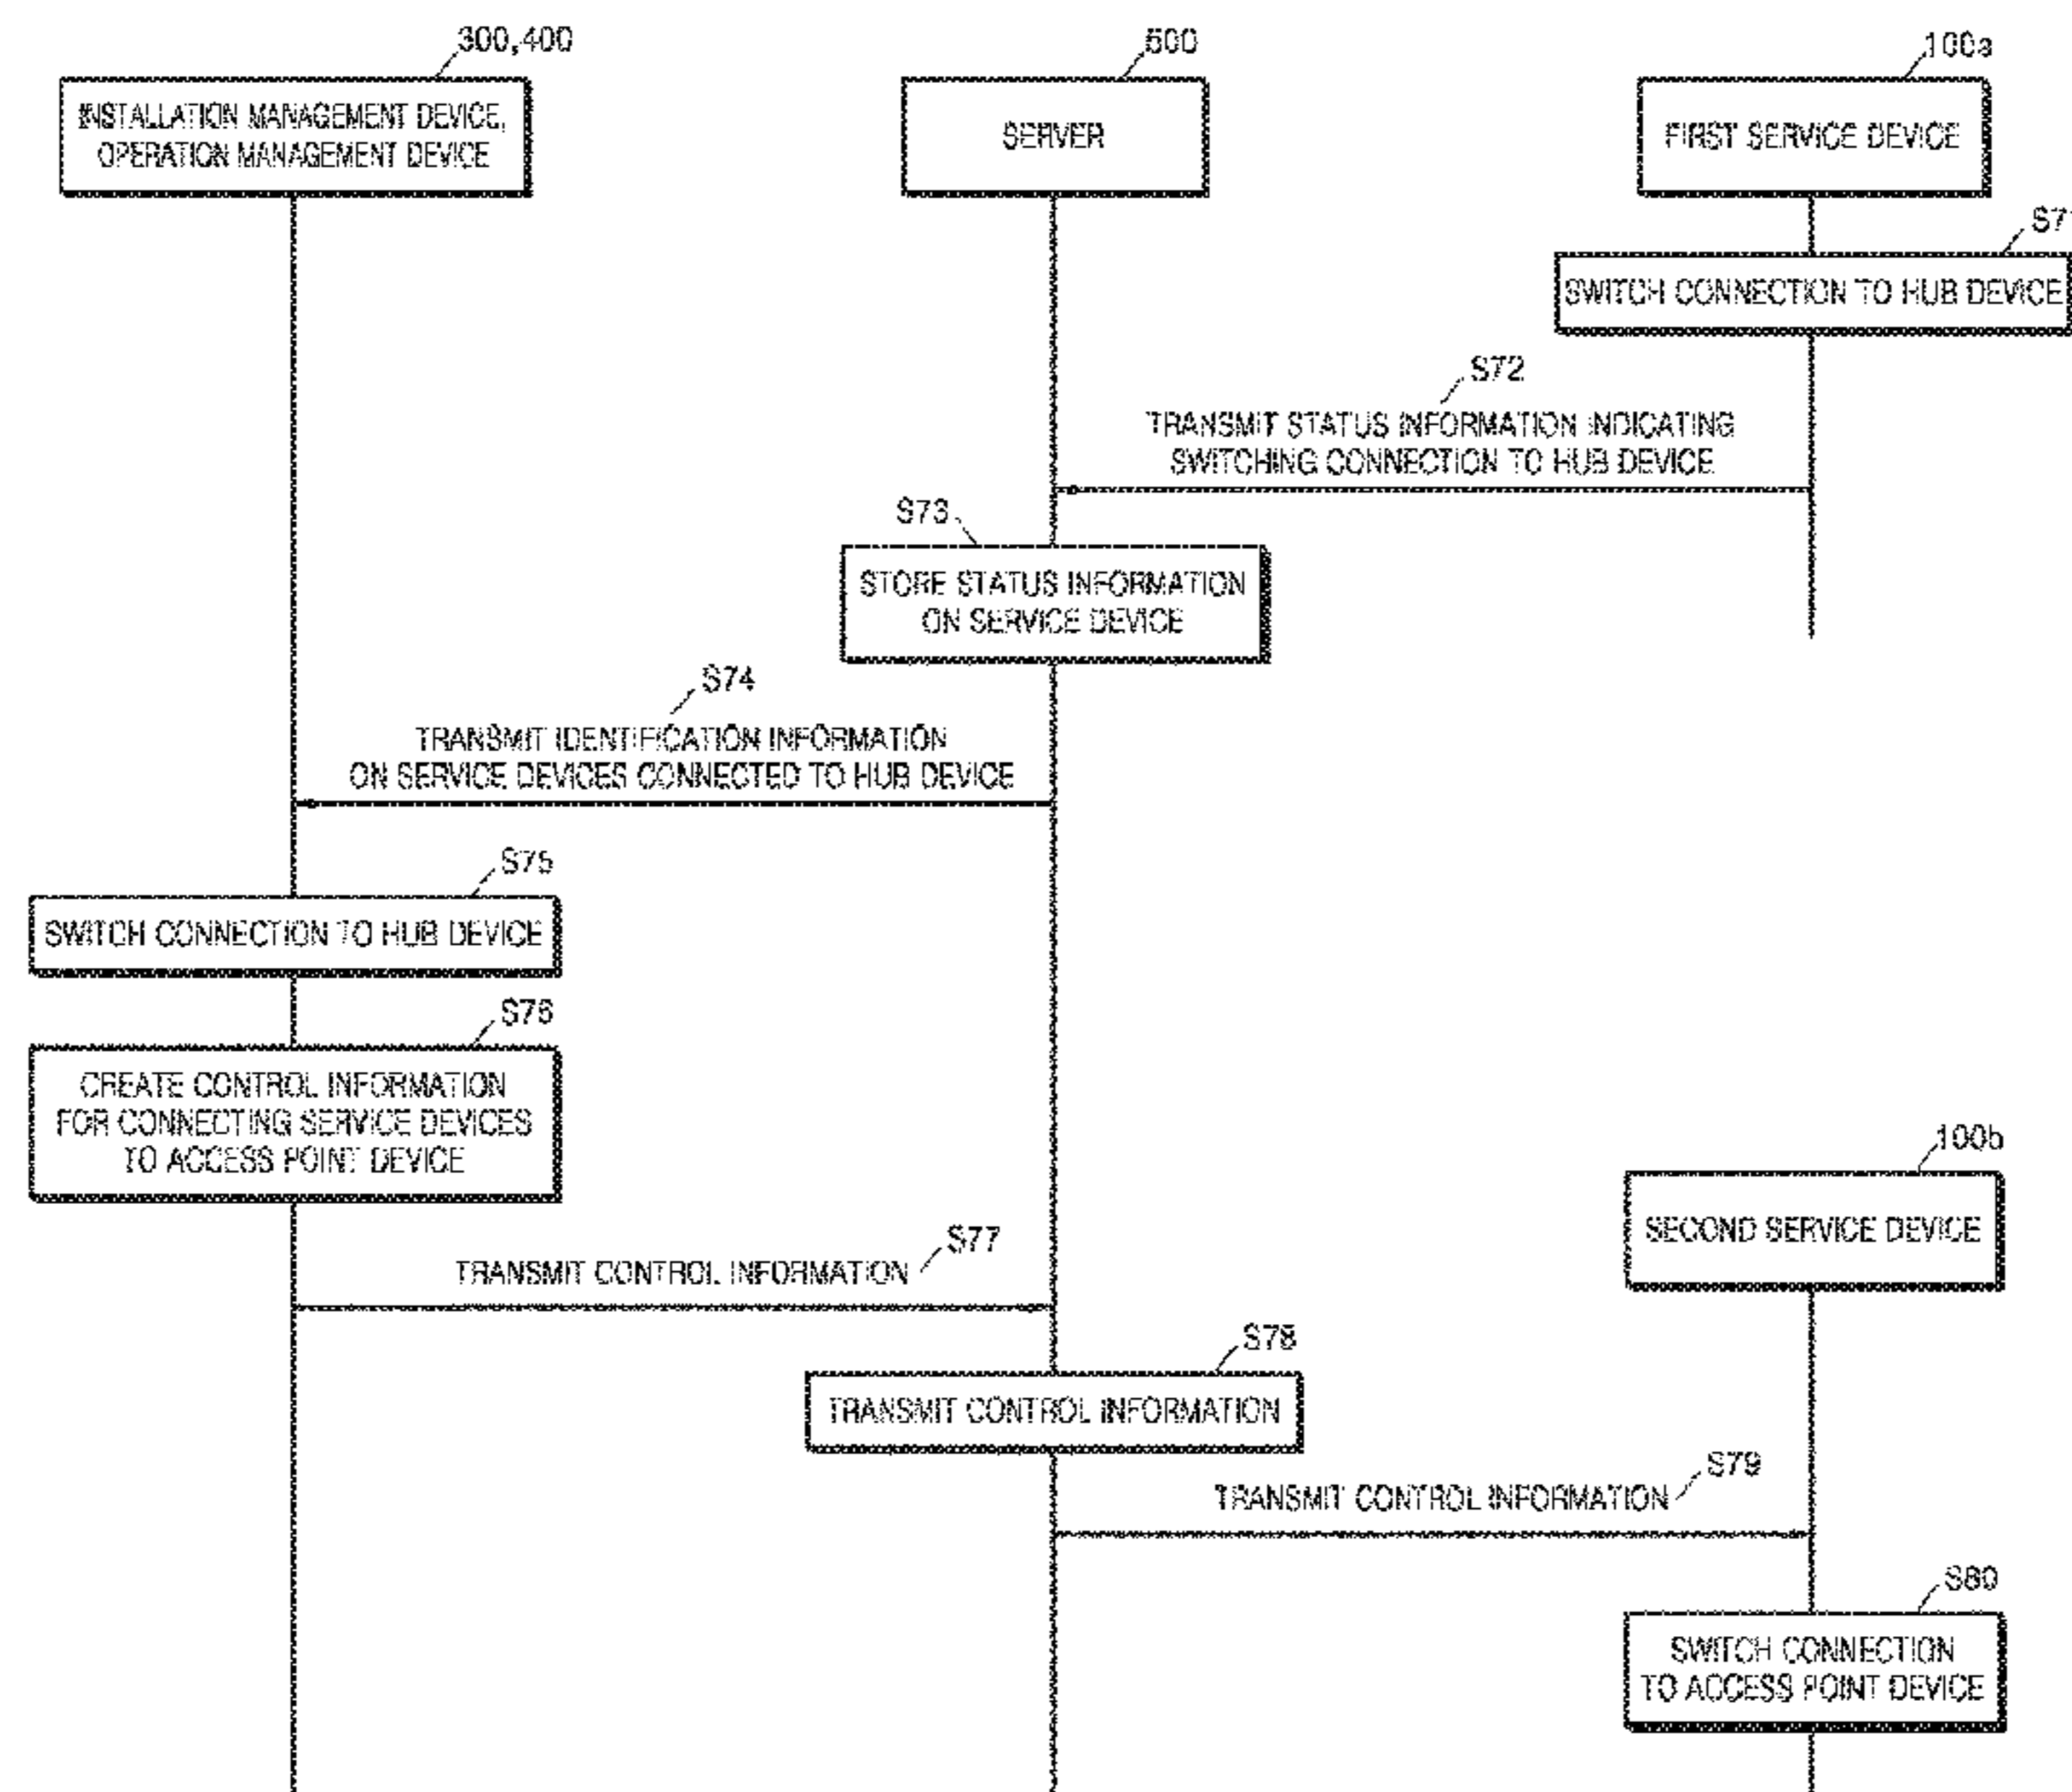 300,400
500
100a
INSTALLATION MANAGEMENT DEVICE,
OPERATION MANAGEMENT DEVICE
SERVER
FIRST SERVICE DEVICE
SWITCH CONNECTION TO HUB DEVICE
S72
TRANSMIT STATUS INFORMATION INDICATING
SWITCHING CONNECTION TO HUB DEVICE
S73
STORE STATUS INFORMATION
ON SERVICE DEVICE
S74
TRANSMIT IDENTIFICATION INFORMATION
ON SERVICE DEVICES CONNECTED TO HUB DEVICE
S75
SWITCH CONNECTION TO HUB DEVICE
S76
CREATE CONTROL INFORMATION
FOR CONNECTING SERVICE DEVICES
TO ACCESS POINT DEVICE
100b
SECOND SERVICE DEVICE
S77
TRANSMIT CONTROL INFORMATION
S78
TRANSMIT CONTROL INFORMATION
S79
TRANSMIT CONTROL INFORMATION
S80
SWITCH CONNECTION
TO ACCESS POINT DEVICE